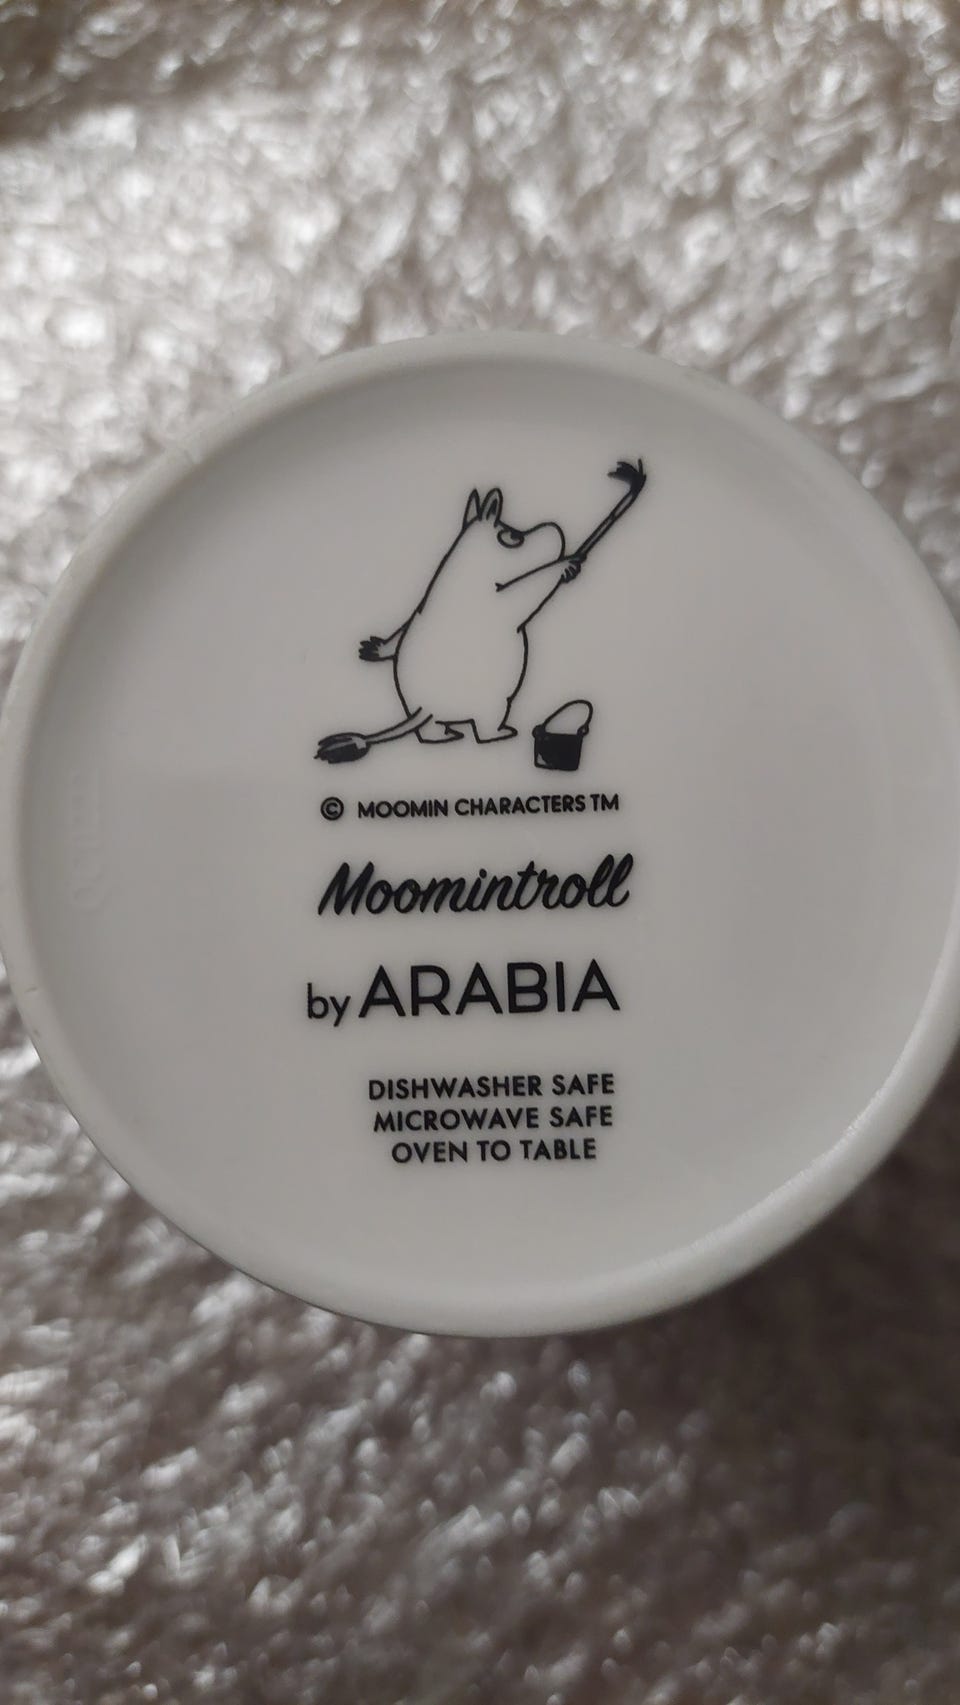 © MOOMIN CHARACTERS TM
Moomintroll
by ARABIA
DISHWASHER SAFE
MICROWAVE SAFE
OVEN TO TABLE